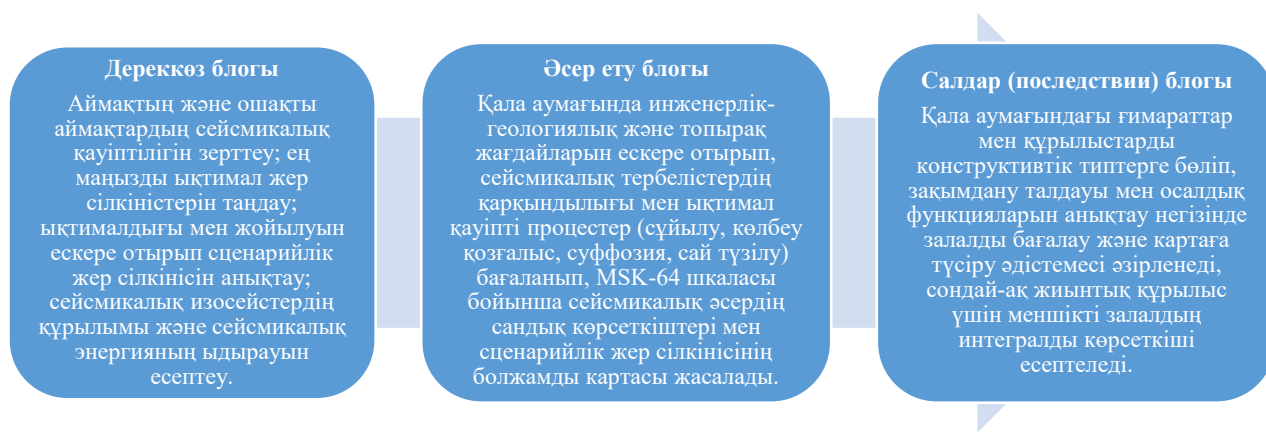 Дереккөз блогы
Аймақтың және ошақты
аймақтардың сейсмикалық
қауіптілігін зерттеу; ең
маңызды ықтимал жер
сілкіністерін таңдау;
ықтималдығы мен жойылуын
ескере отырып сценарийлік
жер сілкінісін анықтау;
сейсмикалық изосейстердің
құрылымы және сейсмикалық
энергияның ыдырауын
есептеу.
Әсер ету блогы
Қала аумағында инженерлік-
геологиялық және топырақ
жағдайларын ескере отырып,
сейсмикалық тербелістердің
қарқындылығы мен ықтимал
қауіпті процестер (сұйылу, көлбеу
қозғалыс, суффозия, сай түзілу)
бағаланып, MSK-64 шкаласы
бойынша сейсмикалық әсердің
сандық көрсеткіштері мен
сценарийлік жер сілкінісінің
болжамды картасы жасалады.
Салдар (последствии) блогы
Қала аумағындағы ғимараттар
мен құрылыстарды
конструктивтік типтерге бөліп,
зақымдану талдауы мен осалдық
функцияларын анықтау негізінде
залалды бағалау және картаға
түсіру әдістемесі әзірленеді,
сондай-ақ жиынтық құрылыс
үшін меншікті залалдың
интегралды көрсеткіші
есептеледі.